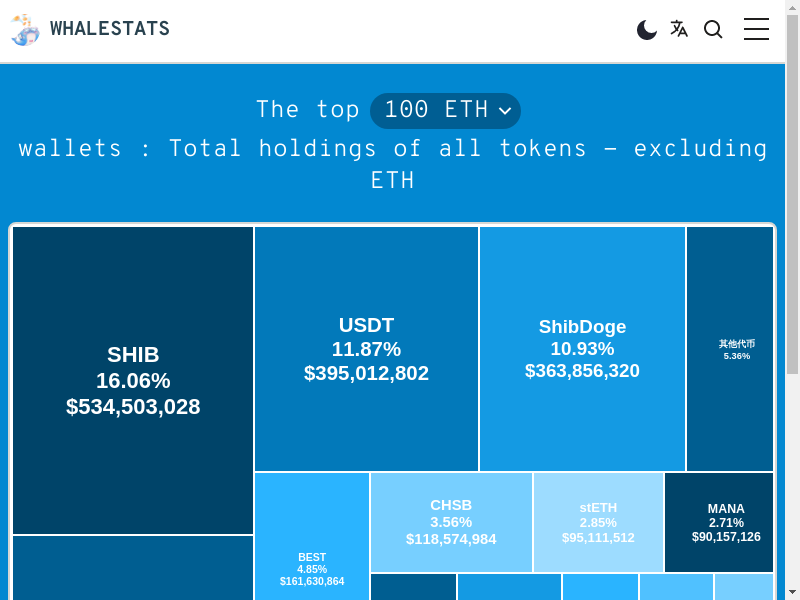 WHALESTATS
The top 100 ETH
wallets : Total holdings of all tokens – excluding
ETH
SHIB
16.06%
$534,503,028
USDT
11.87%
$395,012,802
ShibDoge
10.93%
$363,856,320
其他代币
5.36%
BEST
4.85%
$161,630,864
CHSB
3.56%
$118,574,984
stETH
2.85%
$95,111,512
MANA
2.71%
$90,157,126